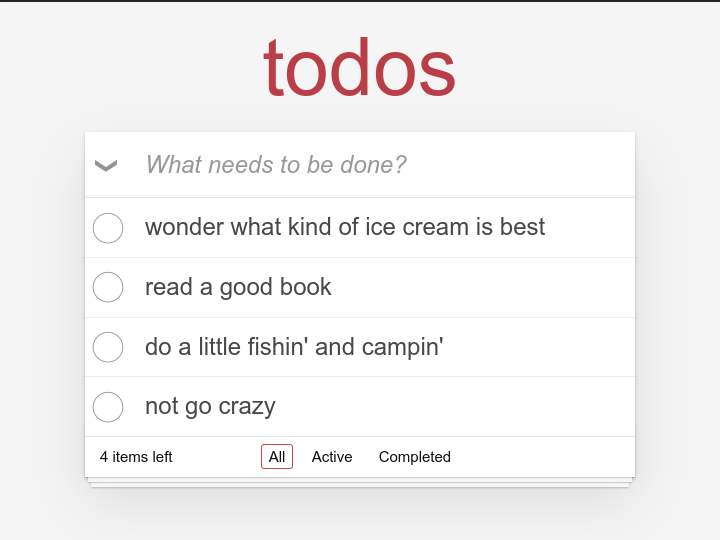 todos
What needs to be done?
wonder what kind of ice cream is best
read a good book
do a little fishin' and campin'
not go crazy
4 items left All Active Completed